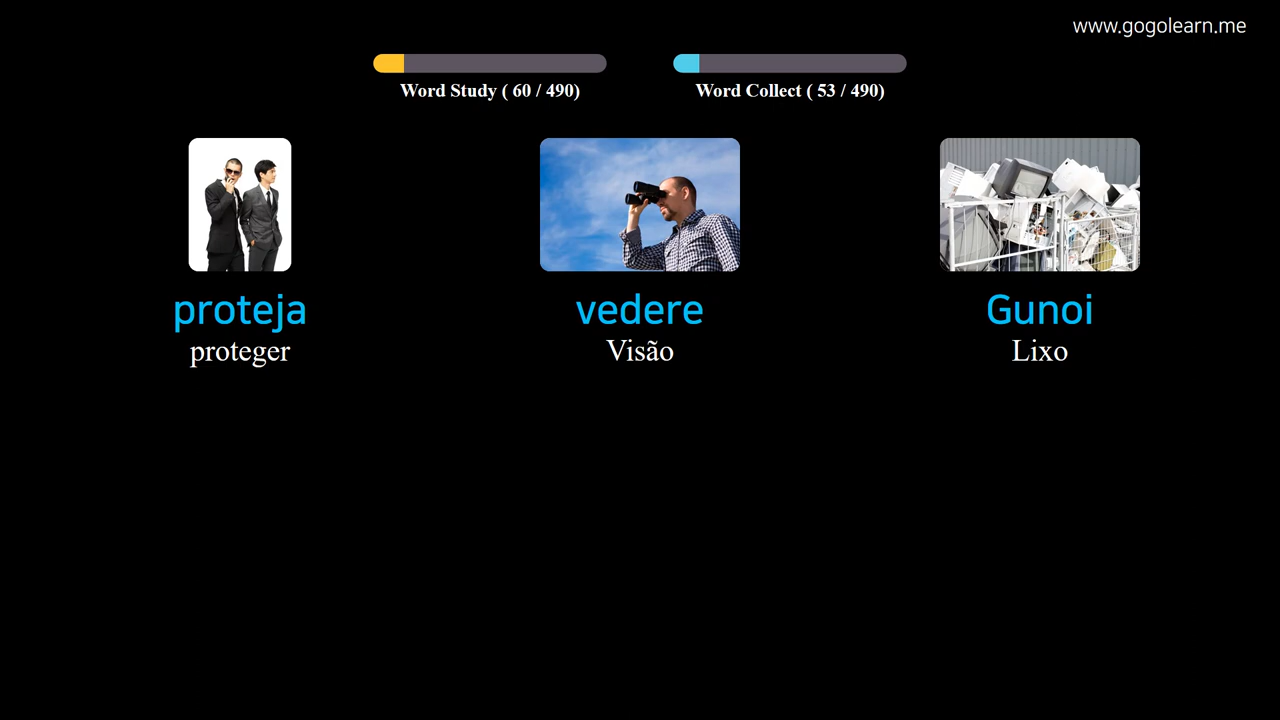 www.gogolearn.me
Word Study ( 60 / 490)
Word Collect ( 53 / 490)
proteja
vedere
Gunoi
proteger
Visão
Lixo